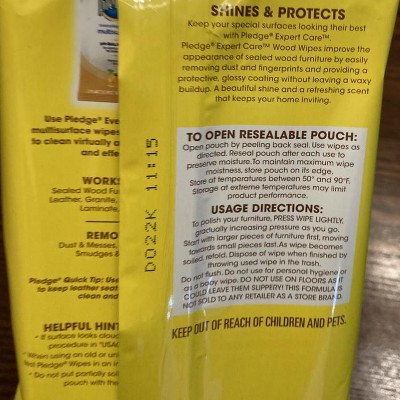 SHINES & PROTECTS
Keep your special surfaces looking their best
with Pledge® Expert Care™.
Pledge® Expert Care™ Wood Wipes improve the
appearance of sealed wood furniture by easily
removing dust and fingerprints and providing a
protective, glossy coating without leaving a waxy
buildup. A beautiful shine and a refreshing scent
that keeps your home inviting.
TO OPEN RESEALABLE POUCH:
Open pouch by peeling back seal. Use wipes as
directed. Reseal pouch after each use to
preserve moisture. To maintain maximum wipe
moistness, store pouch on its edge.
Store at temperatures between 50° and 90°F.
Storage at extreme temperatures may limit
product performance.
USAGE DIRECTIONS:
To polish your furniture, PRESS WIPE LIGHTLY,
gradually increasing pressure as you go.
Start with larger pieces of furniture first, moving
towards small pieces last. As wipe becomes
soiled, refold. Dispose of wipe when finished by
throwing used wipe in the trash.
Do not flush. Do not use for personal hygiene or
as a body wipe. DO NOT USE ON FLOORS AS IT
COULD LEAVE THEM SLIPPERY! THIS FORMULA IS
NOT SOLD TO ANY RETAILER AS A STORE BRAND.
KEEP OUT OF REACH OF CHILDREN AND PETS.
D022K 11:15
Use Pledge® Eve
multisurface wipes
to clean virtually a
and effe
WORKS
Sealed Wood Fu
Leather, Granite,
Laminate,
REMO
Dust & Messes,
Smudges &
Pledge® Quick Tip: Us
to keep leather seat
clean and
HELPFUL HINT
• If surface looks clou
procedure in "USA
• When using on old or un
test Pledge® Wipes in an in
• Do not put partially soi
pouch with the